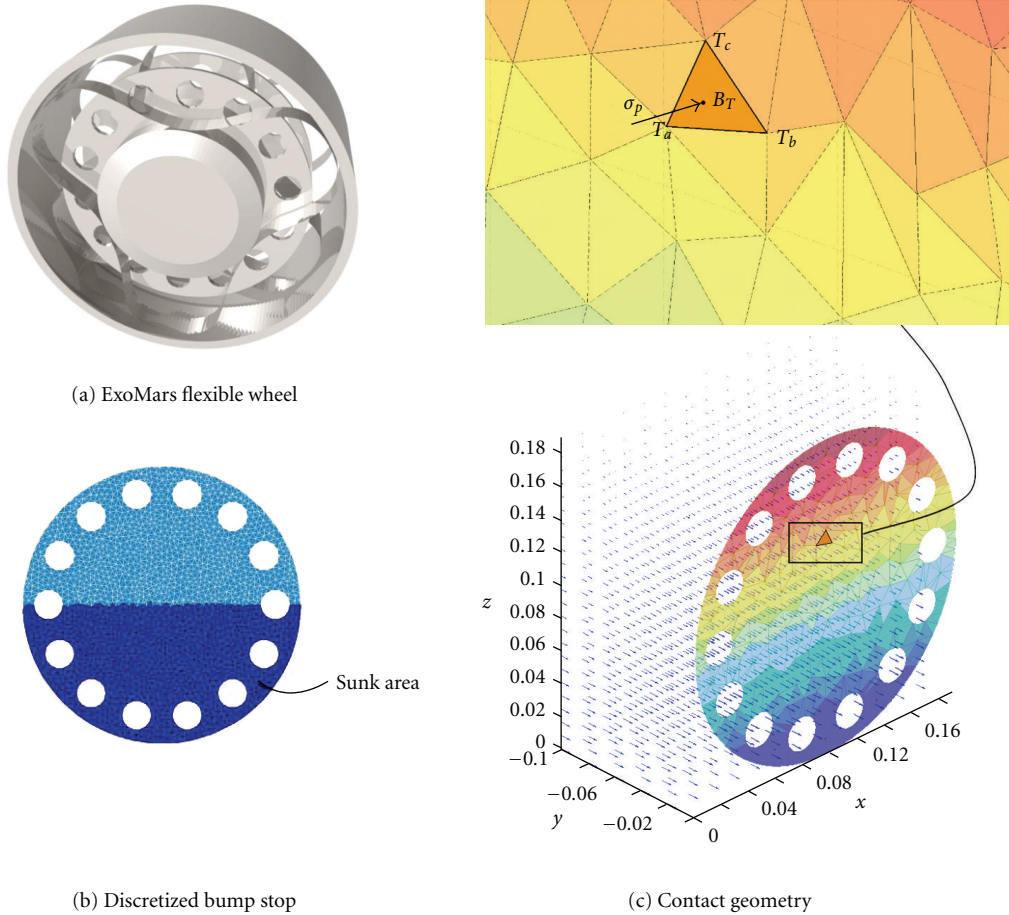 T_c
σ_p
B_T
T_a
T_b
(a) ExoMars flexible wheel
0.18
0.16
0.14
0.12
0.1
0.08
0.06
0.04
0.02
0
z
−0.1
−0.06
−0.02
y
0
0.04
0.08
0.12
0.16
x
Sunk area
(b) Discretized bump stop
(c) Contact geometry